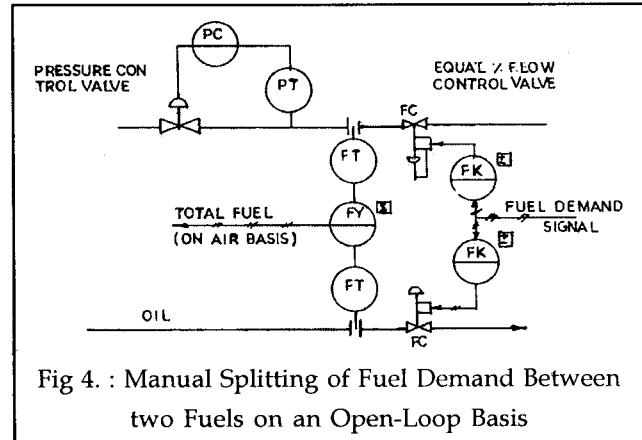 PC
PRESSURE CON
TROL VALVE
PT
EQUAL % FLOW
CONTROL VALVE
FC
FT
FK
Σ
TOTAL FUEL
(ON AIR BASIS)
FY
Σ
FUEL DEMAND
SIGNAL
FK
Σ
FT
OIL
FC
Fig 4. : Manual Splitting of Fuel Demand Between
two Fuels on an Open-Loop Basis